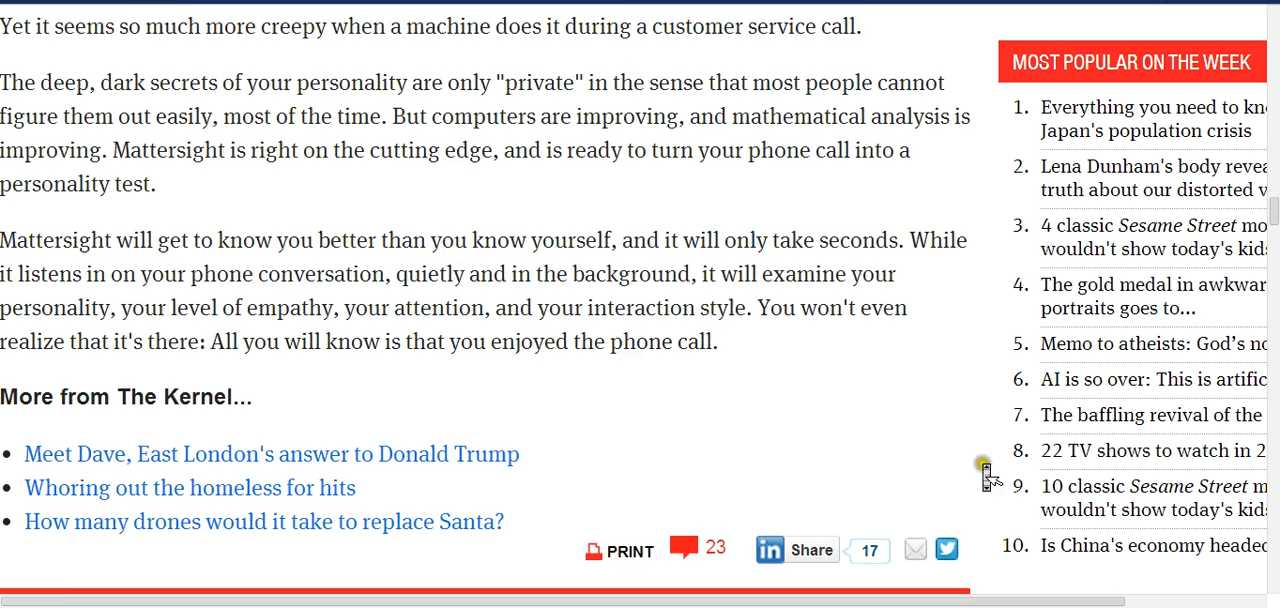 Yet it seems so much more creepy when a machine does it during a customer service call.
The deep, dark secrets of your personality are only "private" in the sense that most people cannot
figure them out easily, most of the time. But computers are improving, and mathematical analysis is
improving. Mattersight is right on the cutting edge, and is ready to turn your phone call into a
personality test.
Mattersight will get to know you better than you know yourself, and it will only take seconds. While
it listens in on your phone conversation, quietly and in the background, it will examine your
personality, your level of empathy, your attention, and your interaction style. You won't even
realize that it's there: All you will know is that you enjoyed the phone call.
More from The Kernel...
• Meet Dave, East London's answer to Donald Trump
• Whoring out the homeless for hits
• How many drones would it take to replace Santa?
PRINT 23 in Share 17
MOST POPULAR ON THE WEEK
1. Everything you need to
Japan's population crisis
2. Lena Dunham's body
truth about our distorted
3. 4 classic Sesame Street
wouldn't show today's
4. The gold medal in
portraits goes to...
5. Memo to atheists: God's
6. AI is so over: This is
7. The baffling revival of the
8. 22 TV shows to watch in
9. 10 classic Sesame Street
wouldn't show today's
10. Is China's economy